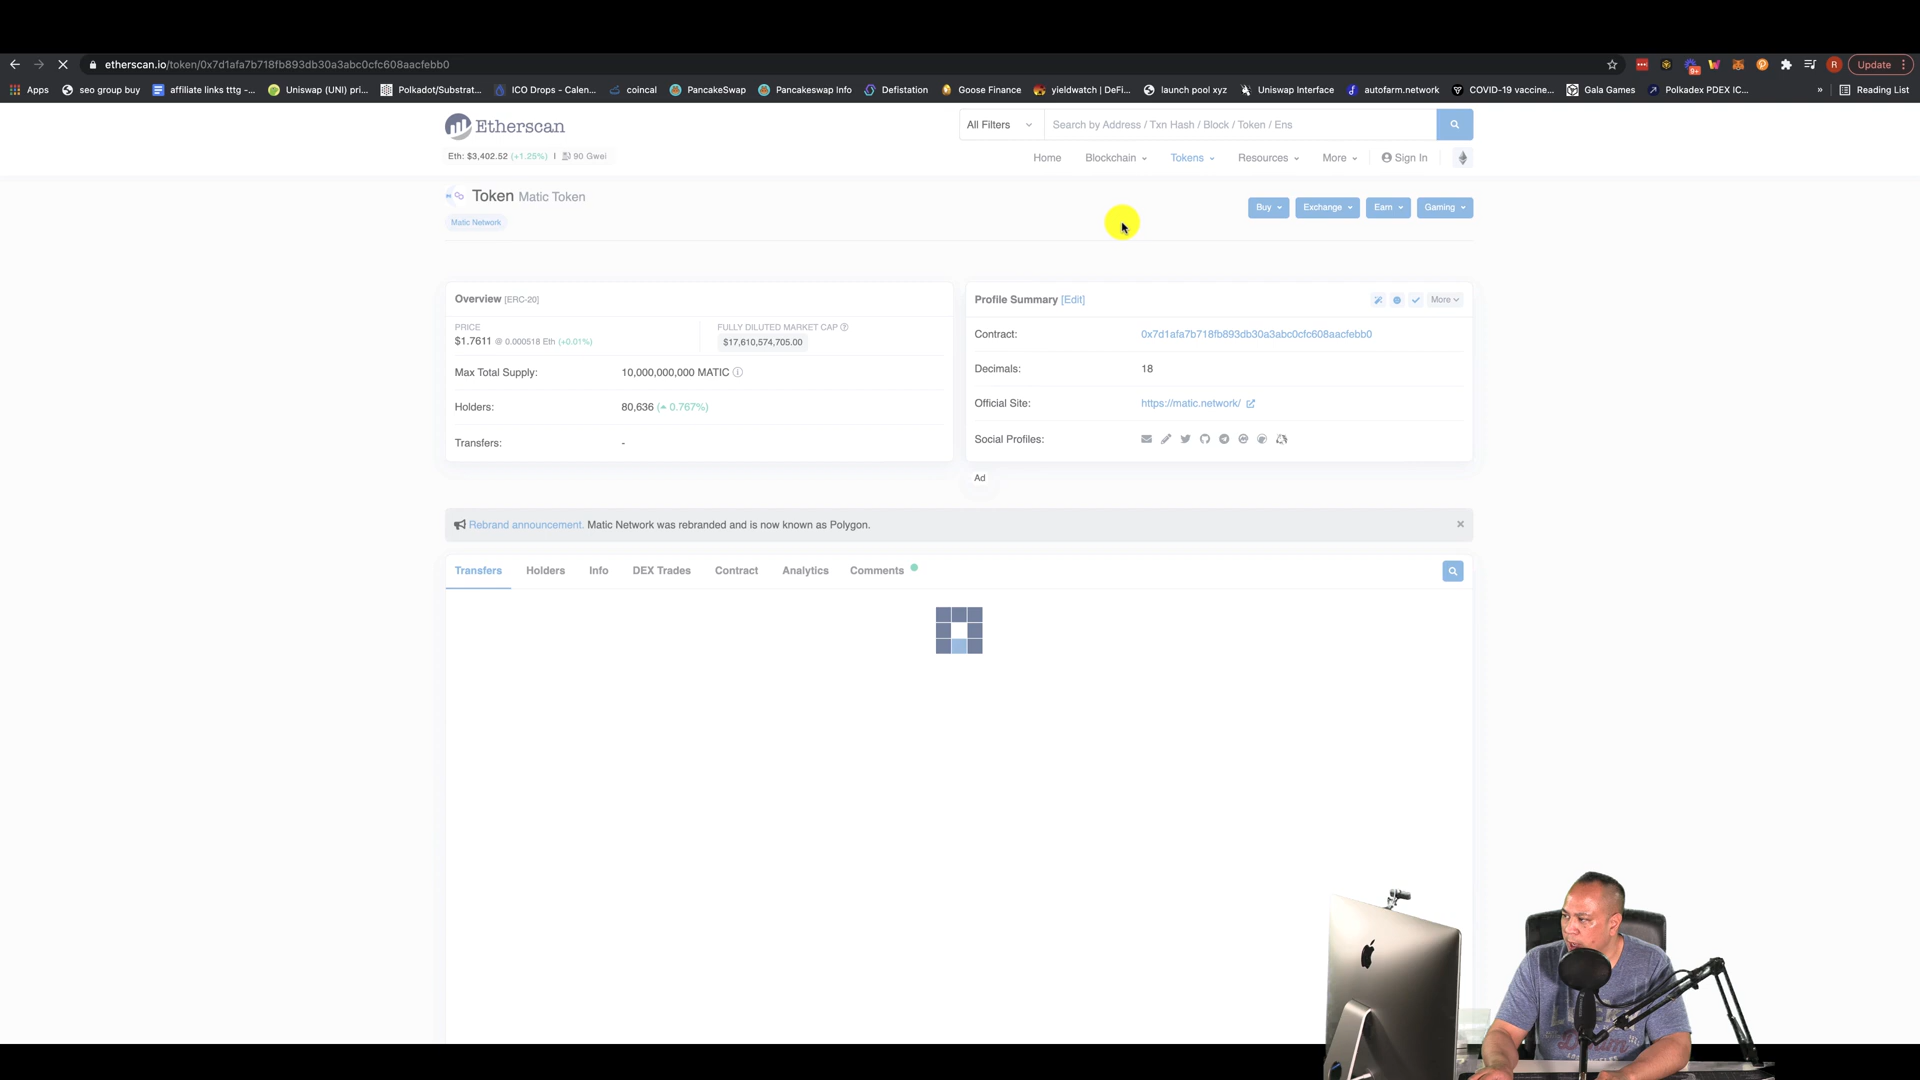 etherscan.io/token/0x7d1afa7b718fb893db30a3abc0cfc608aacfebb0
Update
Apps seo group buy affiliate links tttg -... Uniswap (UNI) pri... Polkadot/Substrat... ICO Drops - Calen... coincal PancakeSwap Pancakeswap Info Defistation Goose Finance yieldwatch | DeFi... launch pool xyz Uniswap Interface autofarm.network COVID-19 vaccine... Gala Games Polkadex PDEX IC... » Reading List
9+
R
Etherscan
All Filters
Search by Address / Txn Hash / Block / Token / Ens
Eth: $3,402.52 (+1.25%) | 90 Gwei
Home Blockchain Tokens Resources More Sign In
Token Matic Token
Matic Network
Buy Exchange Earn Gaming
Overview [ERC-20]
PRICE
$1.7611 @ 0.000518 Eth (+0.01%)
FULLY DILUTED MARKET CAP
$17,610,574,705.00
Max Total Supply: 10,000,000,000 MATIC
Holders: 80,636 (0.767%)
Transfers: -
Profile Summary [Edit]
More
Contract: 0x7d1afa7b718fb893db30a3abc0cfc608aacfebb0
Decimals: 18
Official Site: https://matic.network/
Social Profiles:
Ad
Rebrand announcement. Matic Network was rebranded and is now known as Polygon.
Transfers Holders Info DEX Trades Contract Analytics Comments